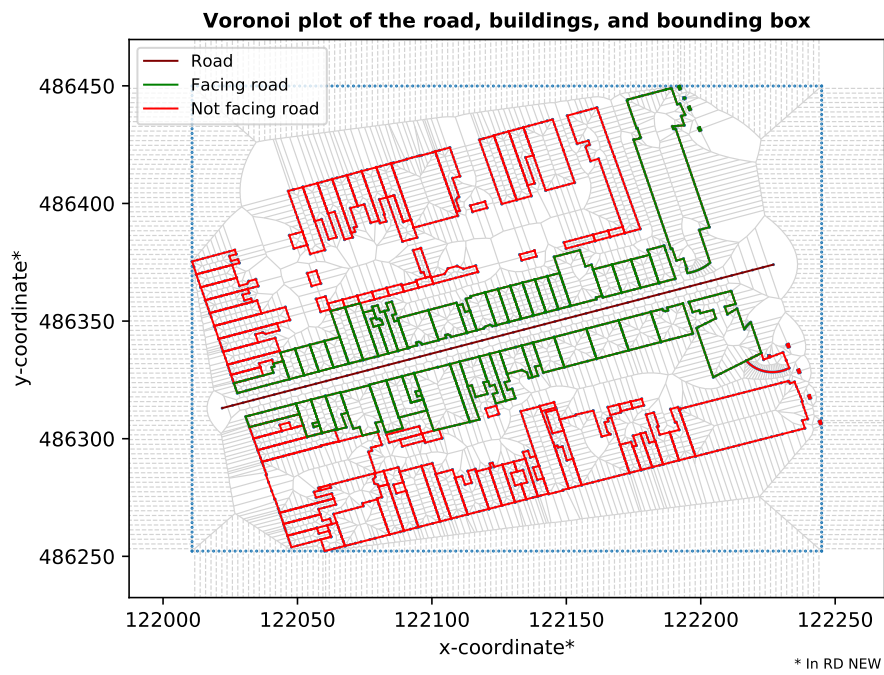 Voronoi plot of the road, buildings, and bounding box
Road
Facing road
Not facing road
486450
486400
486350
486300
486250
y-coordinate*
122000 122050 122100 122150 122200 122250
x-coordinate*
* In RD NEW